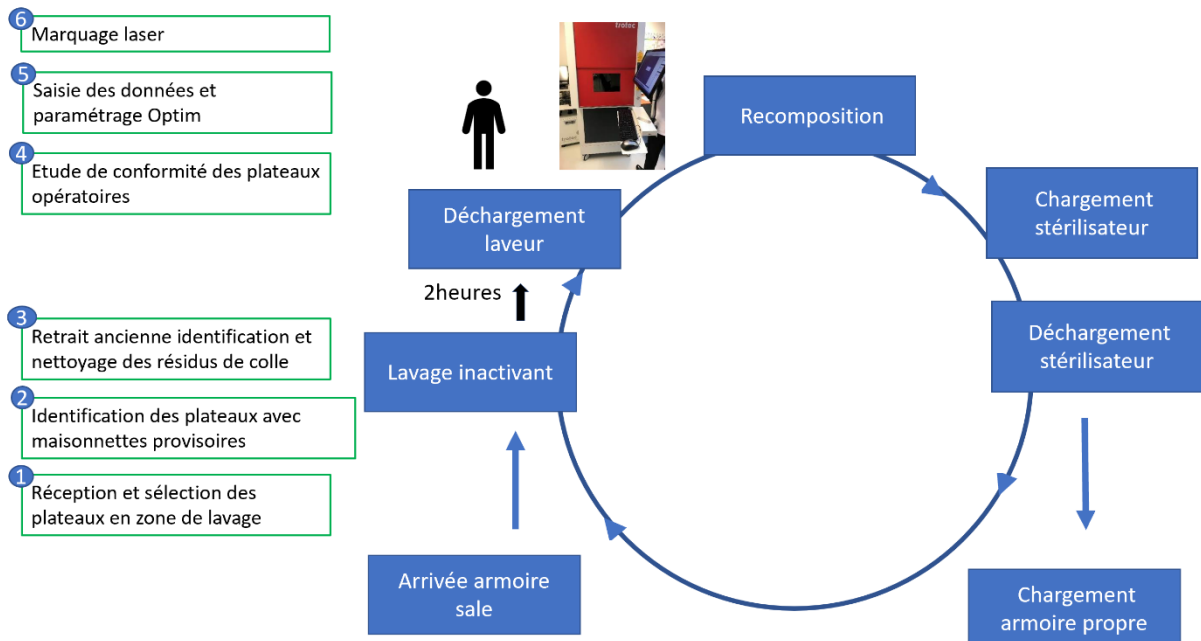 6
Marquage laser
5
Saisie des données et
paramétrage Optim
4
Etude de conformité des plateaux
opératoires
3
Retrait ancienne identification et
nettoyage des résidus de colle
2
Identification des plateaux avec
maisonnettes provisoires
1
Réception et sélection des
plateaux en zone de lavage
trotec
Recomposition
Chargement
stérilisateur
Déchargement
stérilisateur
Chargement
armoire propre
Déchargement
laveur
2heures
Lavage inactivant
Arrivée armoire
sale